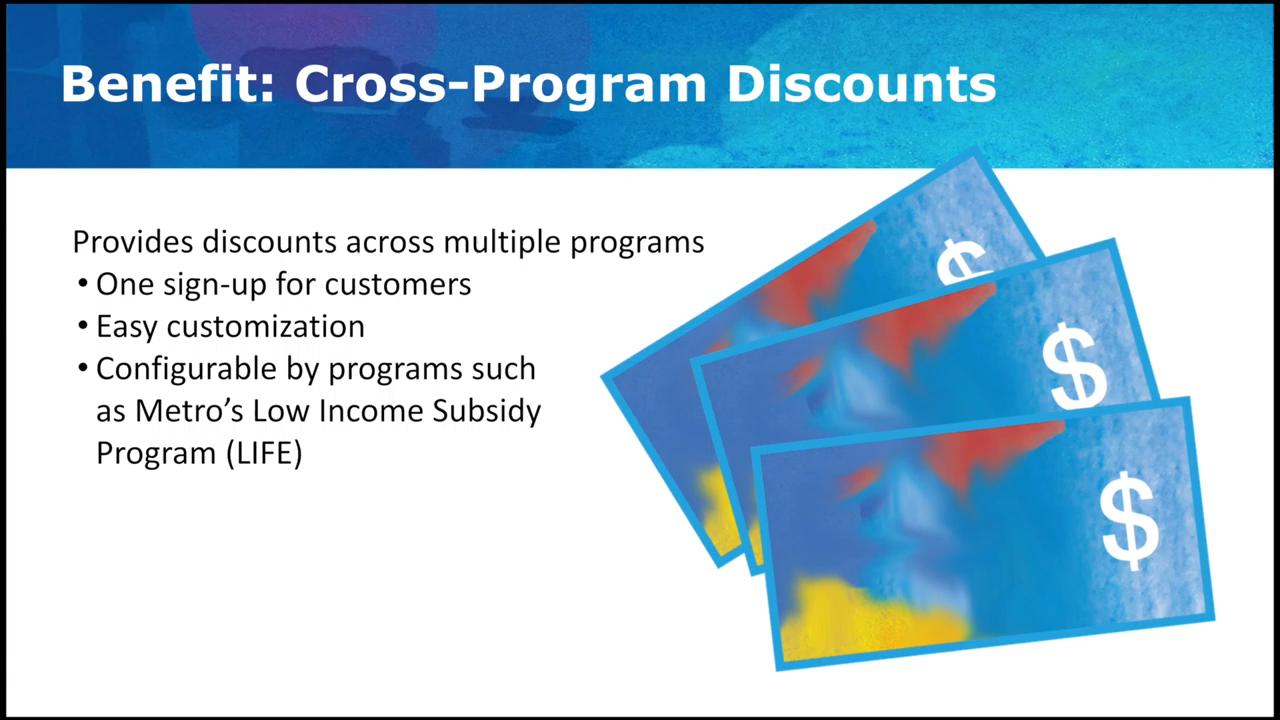 Benefit: Cross-Program Discounts
Provides discounts across multiple programs
• One sign-up for customers
• Easy customization
• Configurable by programs such
as Metro’s Low Income Subsidy
Program (LIFE)
$
$
$